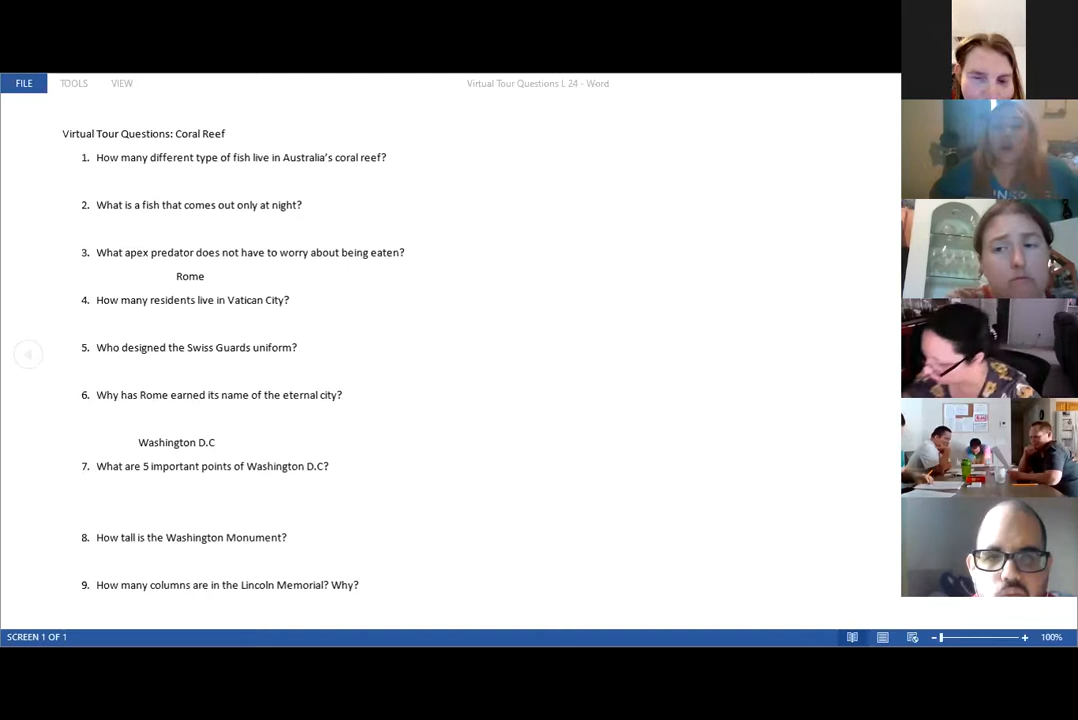 FILE TOOLS VIEW Virtual Tour Questions L 24 - Word
Virtual Tour Questions: Coral Reef
1. How many different type of fish live in Australia's coral reef?
2. What is a fish that comes out only at night?
3. What apex predator does not have to worry about being eaten?
Rome
4. How many residents live in Vatican City?
5. Who designed the Swiss Guards uniform?
6. Why has Rome earned its name of the eternal city?
Washington D.C
7. What are 5 important points of Washington D.C?
8. How tall is the Washington Monument?
9. How many columns are in the Lincoln Memorial? Why?
SCREEN 1 OF 1 100%